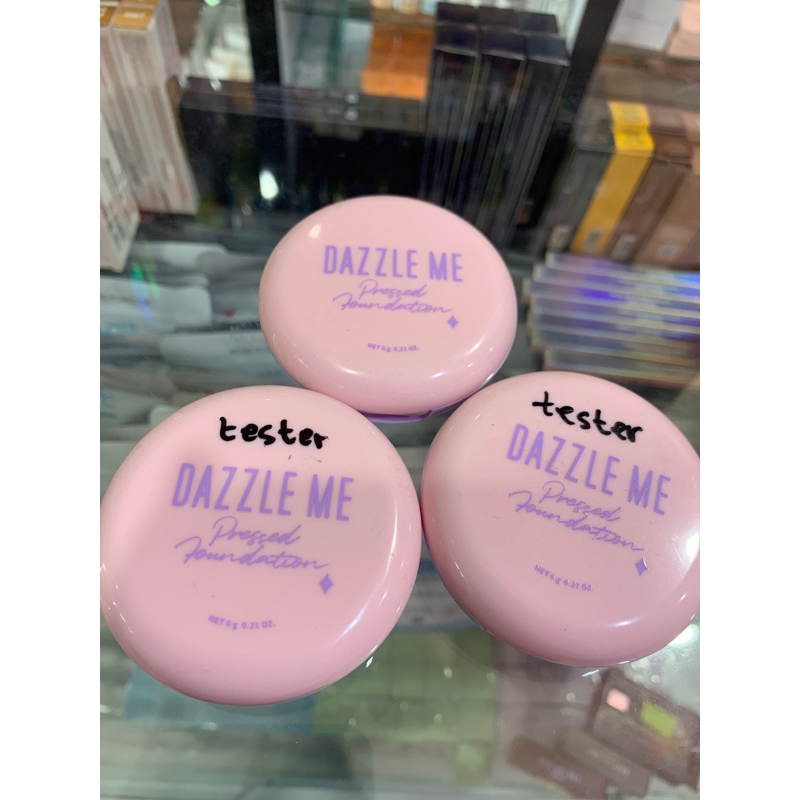 DAZZLE ME
Pressed
Foundation
NET 6 g 0.21 OZ.
tester
DAZZLE ME
Pressed
Foundation
NET 6 g 0.21 OZ.
tester
DAZZLE ME
Pressed
Foundation
NET 6 g 0.21 OZ.